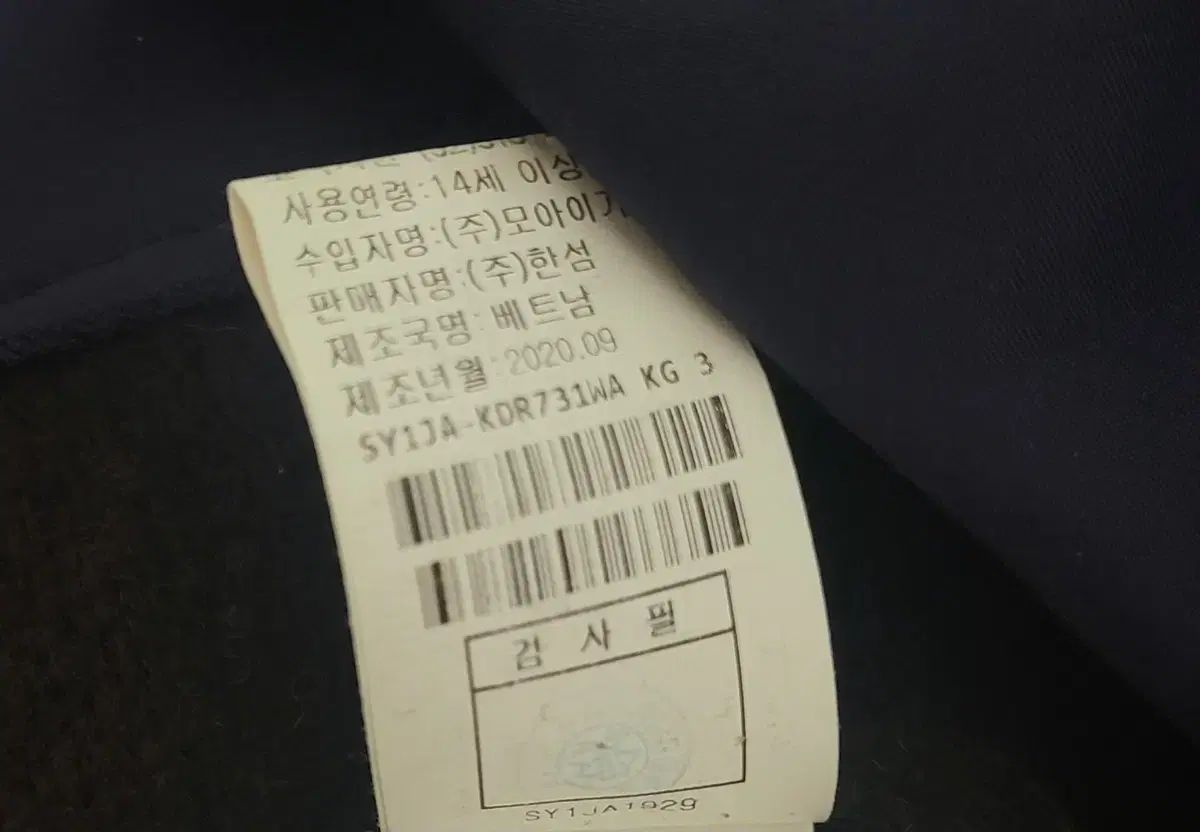 사용연령:14세 이상
수입자명:(주)모아이
판매자명:(주)한섬
제조국명:베트남
제조년월:2020.09
SY1JA-KDR731WA KG 3
검 사 필
SY1JA1929